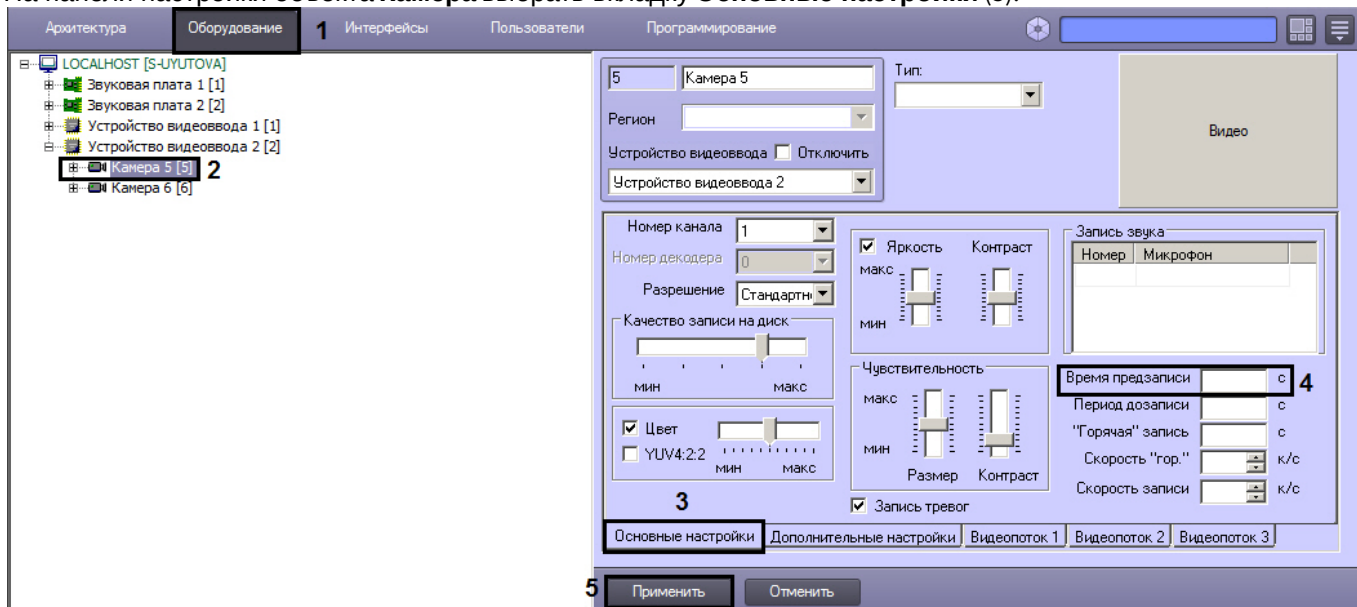 На панели настройки объекта Камера выбрать вкладку Основные настройки (3).
Архитектура Оборудование 1 Интерфейсы Пользователи Программирование
LOCALHOST [S-UYUTOVA]
Звуковая плата 1 [1]
Звуковая плата 2 [2]
Устройство видеоввода 1 [1]
Устройство видеоввода 2 [2]
Камера 5 [5] 2
Камера 6 [6]
5 Камера 5
Тип:
Регион
Устройство видеоввода Отключить
Устройство видеоввода 2
Видео
Номер канала 1
Номер декодера 0
Разрешение Стандартн
Качество записи на диск
мин макс
Цвет
YUV4:2:2
мин макс
3
Яркость Контраст
макс
мин
Чувствительность
макс
мин
Размер Контраст
Запись тревог
Запись звука
Номер Микрофон
Время предзаписи с 4
Период дозаписи с
"Горячая" запись с
Скорость "гор." к/с
Скорость записи к/с
Основные настройки Дополнительные настройки Видеопоток 1 Видеопоток 2 Видеопоток 3
5 Применить Отменить